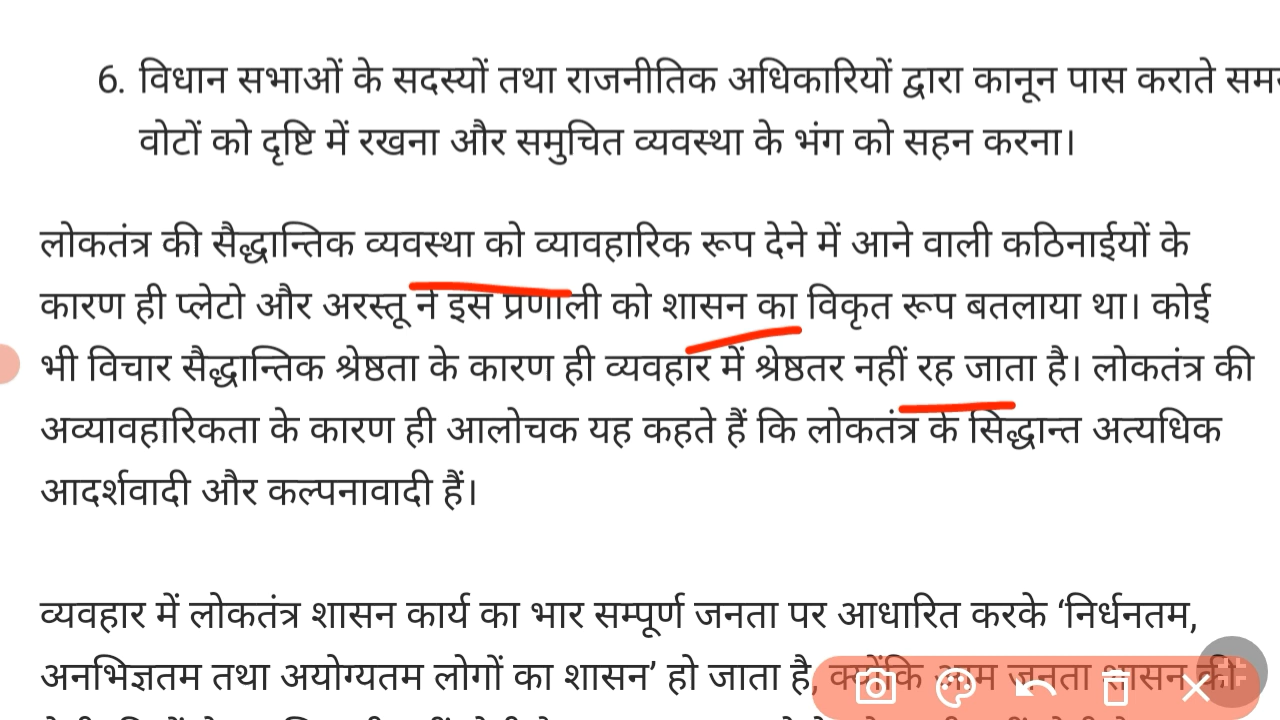 6. विधान सभाओं के सदस्यों तथा राजनीतिक अधिकारियों द्वारा कानून पास कराते
वोटों को दृष्टि में रखना और समुचित व्यवस्था के भंग को सहन करना।
लोकतंत्र की सैद्धान्तिक व्यवस्था को व्यावहारिक रूप देने में आने वाली कठिनाईयों के
कारण ही प्लेटो और अरस्तू ने इस प्रणाली को शासन का विकृत रूप बतलाया था। कोई
भी विचार सैद्धान्तिक श्रेष्ठता के कारण ही व्यवहार में श्रेष्ठतर नहीं रह जाता है। लोकतंत्र की
अव्यावहारिकता के कारण ही आलोचक यह कहते हैं कि लोकतंत्र के सिद्धान्त अत्यधिक
आदर्शवादी और कल्पनावादी हैं।
व्यवहार में लोकतंत्र शासन कार्य का भार सम्पूर्ण जनता पर आधारित करके ‘निर्धनतम,
अनभिज्ञतम तथा अयोग्यतम लोगों का शासन’ हो जाता है, क्योंकि आम जनता शासन की